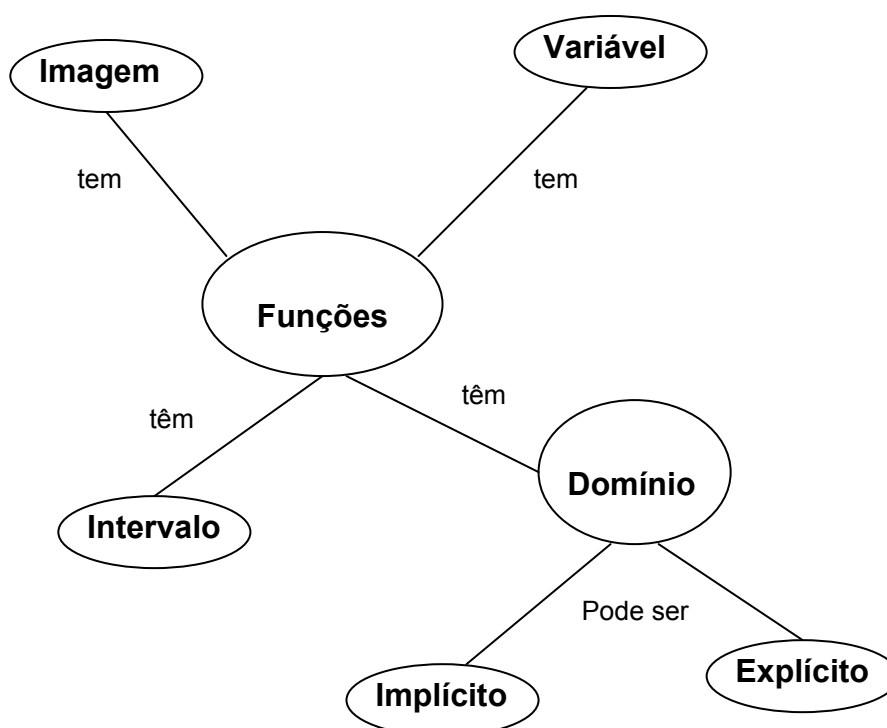 Variável
Imagem
tem
tem
Funções
têm
têm
Domínio
Intervalo
Pode ser
Explícito
Implícito